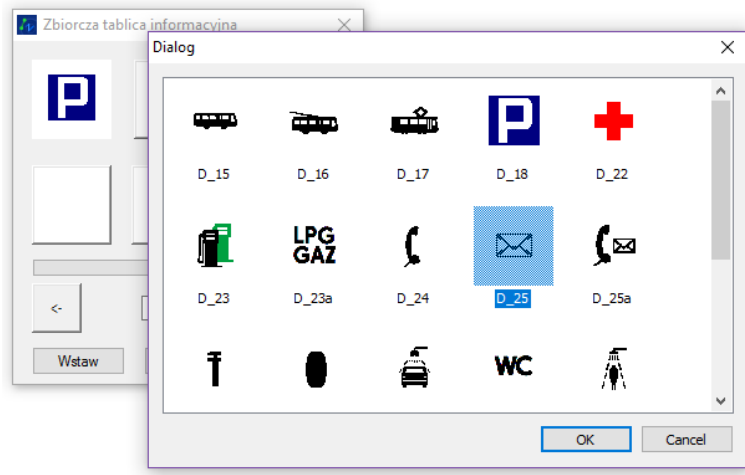 Zbiorcza tablica informacyjna
Dialog
P
P
D_15
D_16
D_17
D_18
D_22
LPG
GAZ
D_23
D_23a
D_24
D_25
D_25a
<-
WC
Wstaw
OK
Cancel